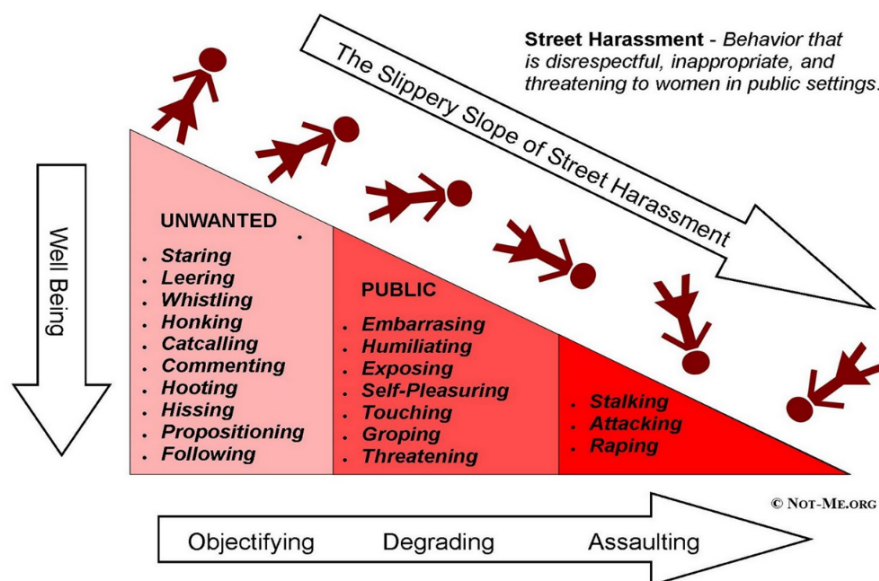 Street Harassment - Behavior that
is disrespectful, inappropriate, and
threatening to women in public settings.
The Slippery Slope of Street Harassment
Well Being
UNWANTED
Staring
Leering
Whistling
Honking
Catcalling
Commenting
Hooting
Hissing
Propositioning
Following
PUBLIC
Embarrasing
Humiliating
Exposing
Self-Pleasuring
Touching
Groping
Threatening
Stalking
Attacking
Raping
© NOT-ME.ORG
Objectifying Degrading Assaulting